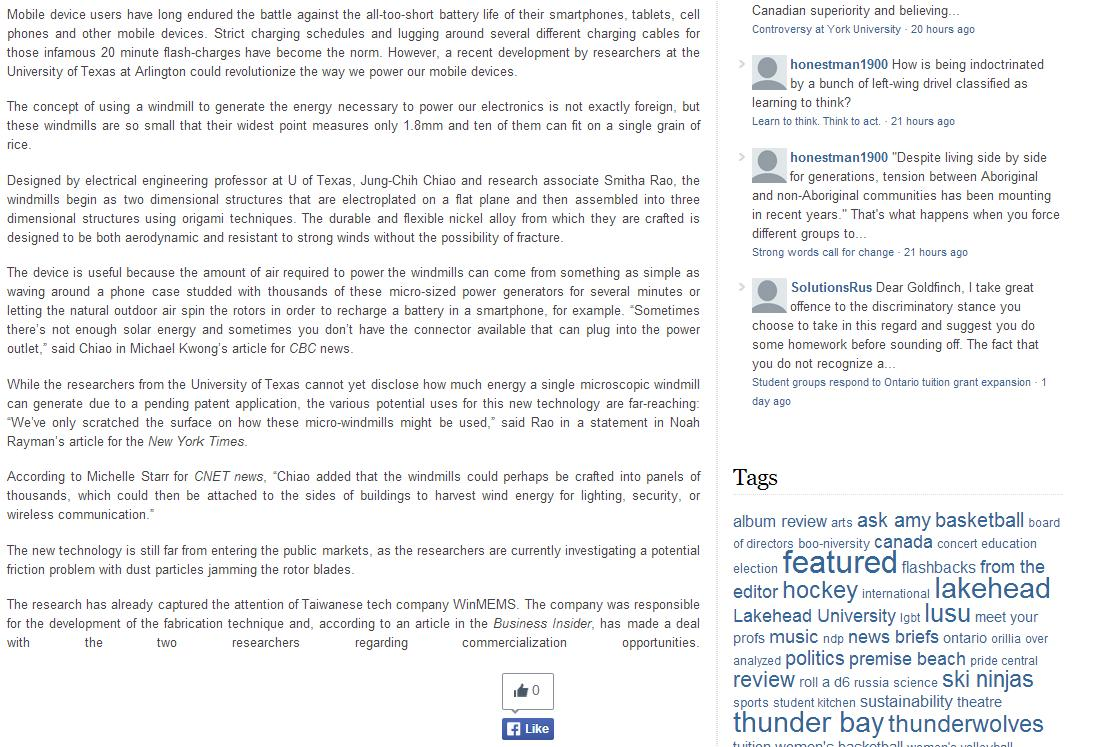 Mobile device users have long endured the battle against the all-too-short battery life of their smartphones, tablets, cell
phones and other mobile devices. Strict charging schedules and lugging around several different charging cables for
those infamous 20 minute flash-charges have become the norm. However, a recent development by researchers at the
University of Texas at Arlington could revolutionize the way we power our mobile devices.
The concept of using a windmill to generate the energy necessary to power our electronics is not exactly foreign, but
these windmills are so small that their widest point measures only 1.8mm and ten of them can fit on a single grain of
rice.
Designed by electrical engineering professor at U of Texas, Jung-Chih Chiao and research associate Smitha Rao, the
windmills begin as two dimensional structures that are electroplated on a flat plane and then assembled into three
dimensional structures using origami techniques. The durable and flexible nickel alloy from which they are crafted is
designed to be both aerodynamic and resistant to strong winds without the possibility of fracture.
The device is useful because the amount of air required to power the windmills can come from something as simple as
waving around a phone case studded with thousands of these micro-sized power generators for several minutes or
letting the natural outdoor air spin the rotors in order to recharge a battery in a smartphone, for example. “Sometimes
there’s not enough solar energy and sometimes you don’t have the connector available that can plug into the power
outlet,” said Chiao in Michael Kwong’s article for CBC news.
While the researchers from the University of Texas cannot yet disclose how much energy a single microscopic windmill
can generate due to a pending patent application, the various potential uses for this new technology are far-reaching:
“We’ve only scratched the surface on how these micro-windmills might be used,” said Rao in a statement in Noah
Rayman’s article for the New York Times.
According to Michelle Starr for CNET news, “Chiao added that the windmills could perhaps be crafted into panels of
thousands, which could then be attached to the sides of buildings to harvest wind energy for lighting, security, or
wireless communication.”
The new technology is still far from entering the public markets, as the researchers are currently investigating a potential
friction problem with dust particles jamming the rotor blades.
The research has already captured the attention of Taiwanese tech company WinMEMS. The company was responsible
for the development of the fabrication technique and, according to an article in the Business Insider, has made a deal
with the two researchers regarding commercialization opportunities.
0
Like
Canadian superiority and believing...
Controversy at York University · 20 hours ago
honestman1900 How is being indoctrinated
by a bunch of left-wing drivel classified as
learning to think?
Learn to think. Think to act. · 21 hours ago
honestman1900 "Despite living side by side
for generations, tension between Aboriginal
and non-Aboriginal communities has been mounting
in recent years." That's what happens when you force
different groups to...
Strong words call for change · 21 hours ago
SolutionsRus Dear Goldfinch, I take great
offence to the discriminatory stance you
choose to take in this regard and suggest you do
some homework before sounding off. The fact that
you do not recognize a...
Student groups respond to Ontario tuition grant expansion · 1
day ago
Tags
album review arts ask amy basketball board
of directors boo-niversity canada concert education
election featured flashbacks from the
editor hockey international lakehead
Lakehead University lgbt lusu meet your
profs music ndp news briefs ontario orillia over
analyzed politics premise beach pride central
review roll a d6 russia science ski ninjas
sports student kitchen sustainability theatre
thunder bay thunderwolves
tuition women's basketball women's volleyball